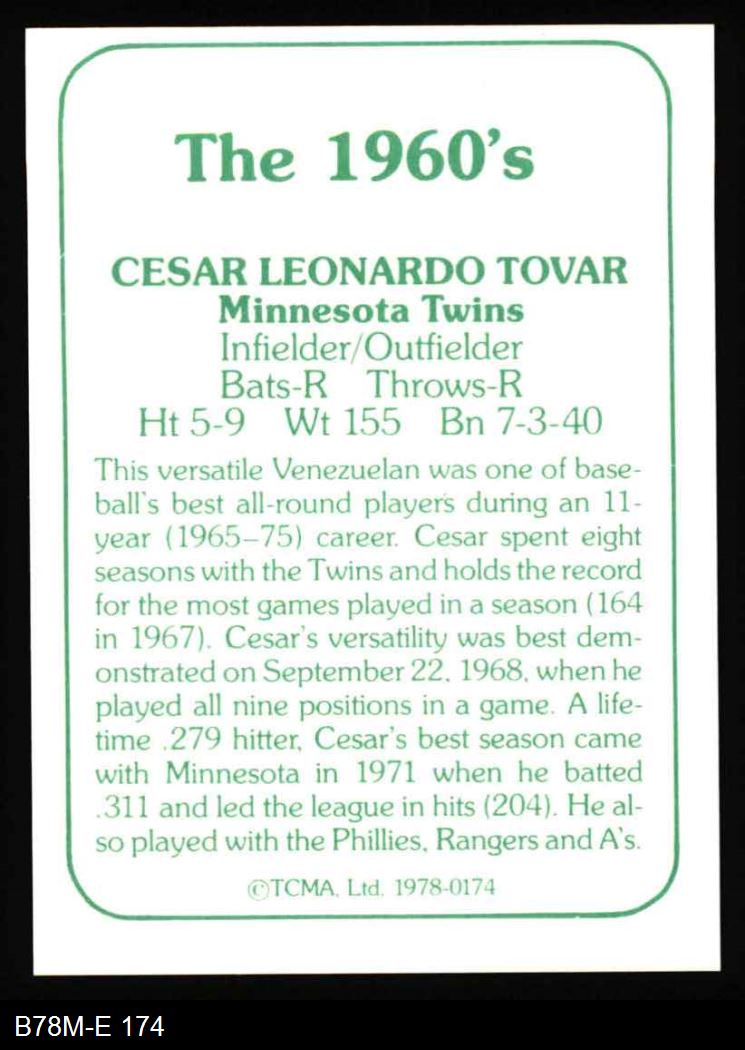 The 1960's
CESAR LEONARDO TOVAR
Minnesota Twins
Infielder/Outfielder
Bats-R Throws-R
Ht 5-9 Wt 155 Bn 7-3-40
This versatile Venezuelan was one of base-
ball's best all-round players during an 11-
year (1965–75) career. Cesar spent eight
seasons with the Twins and holds the record
for the most games played in a season (164
in 1967). Cesar's versatility was best dem-
onstrated on September 22, 1968, when he
played all nine positions in a game. A life-
time .279 hitter, Cesar's best season came
with Minnesota in 1971 when he batted
.311 and led the league in hits (204). He al-
so played with the Phillies, Rangers and A's.
©TCMA, Ltd. 1978-0174
B78M-E 174